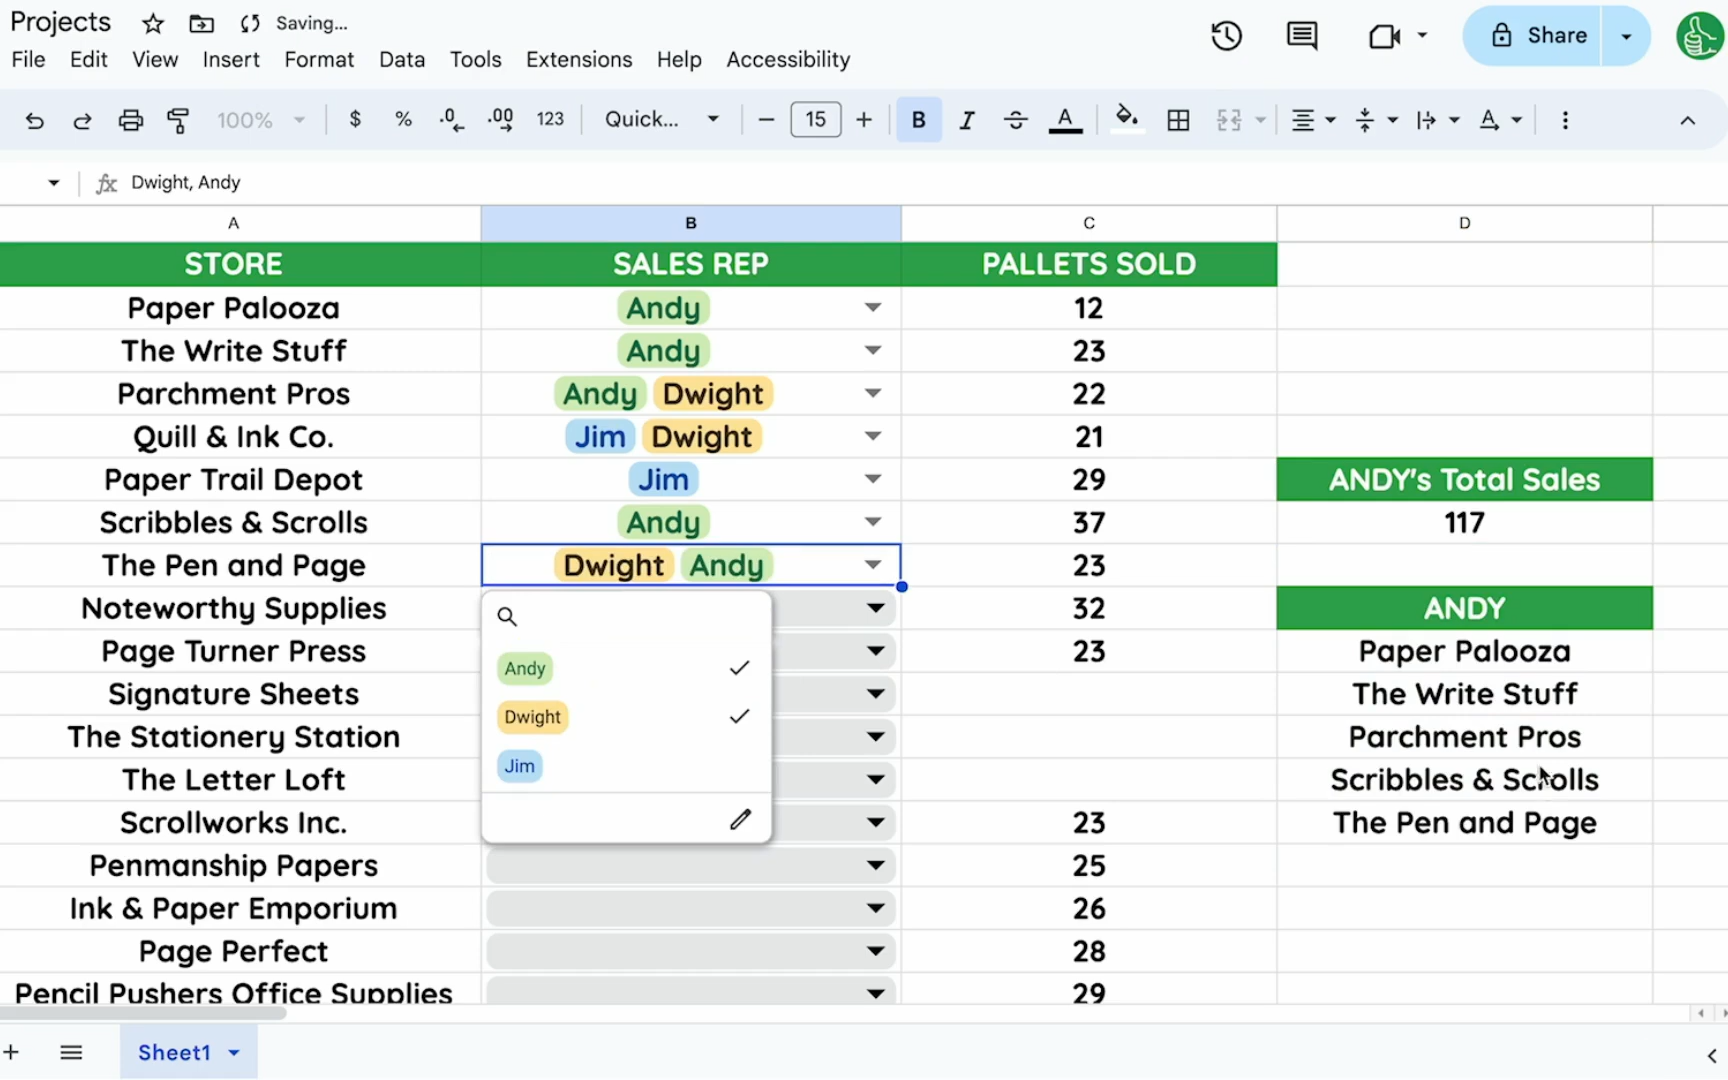 Projects Saving...
File Edit View Insert Format Data Tools Extensions Help Accessibility
Share
100% $ % .0 .00 123 Quick... 15 B I S A A
fx Dwight, Andy
A B C D
STORE SALES REP PALLETS SOLD
Paper Palooza Andy 12
The Write Stuff Andy 23
Parchment Pros Andy Dwight 22
Quill & Ink Co. Jim Dwight 21
Paper Trail Depot Jim 29 ANDY's Total Sales
Scribbles & Scrolls Andy 37 117
The Pen and Page Dwight Andy 23
Noteworthy Supplies 32 ANDY
Page Turner Press Andy 23 Paper Palooza
Signature Sheets Dwight The Write Stuff
The Stationery Station Jim Parchment Pros
The Letter Loft Scribbles & Scrolls
Scrollworks Inc. 23 The Pen and Page
Penmanship Papers 25
Ink & Paper Emporium 26
Page Perfect 28
Pencil Pushers Office Supplies 29
Sheet1